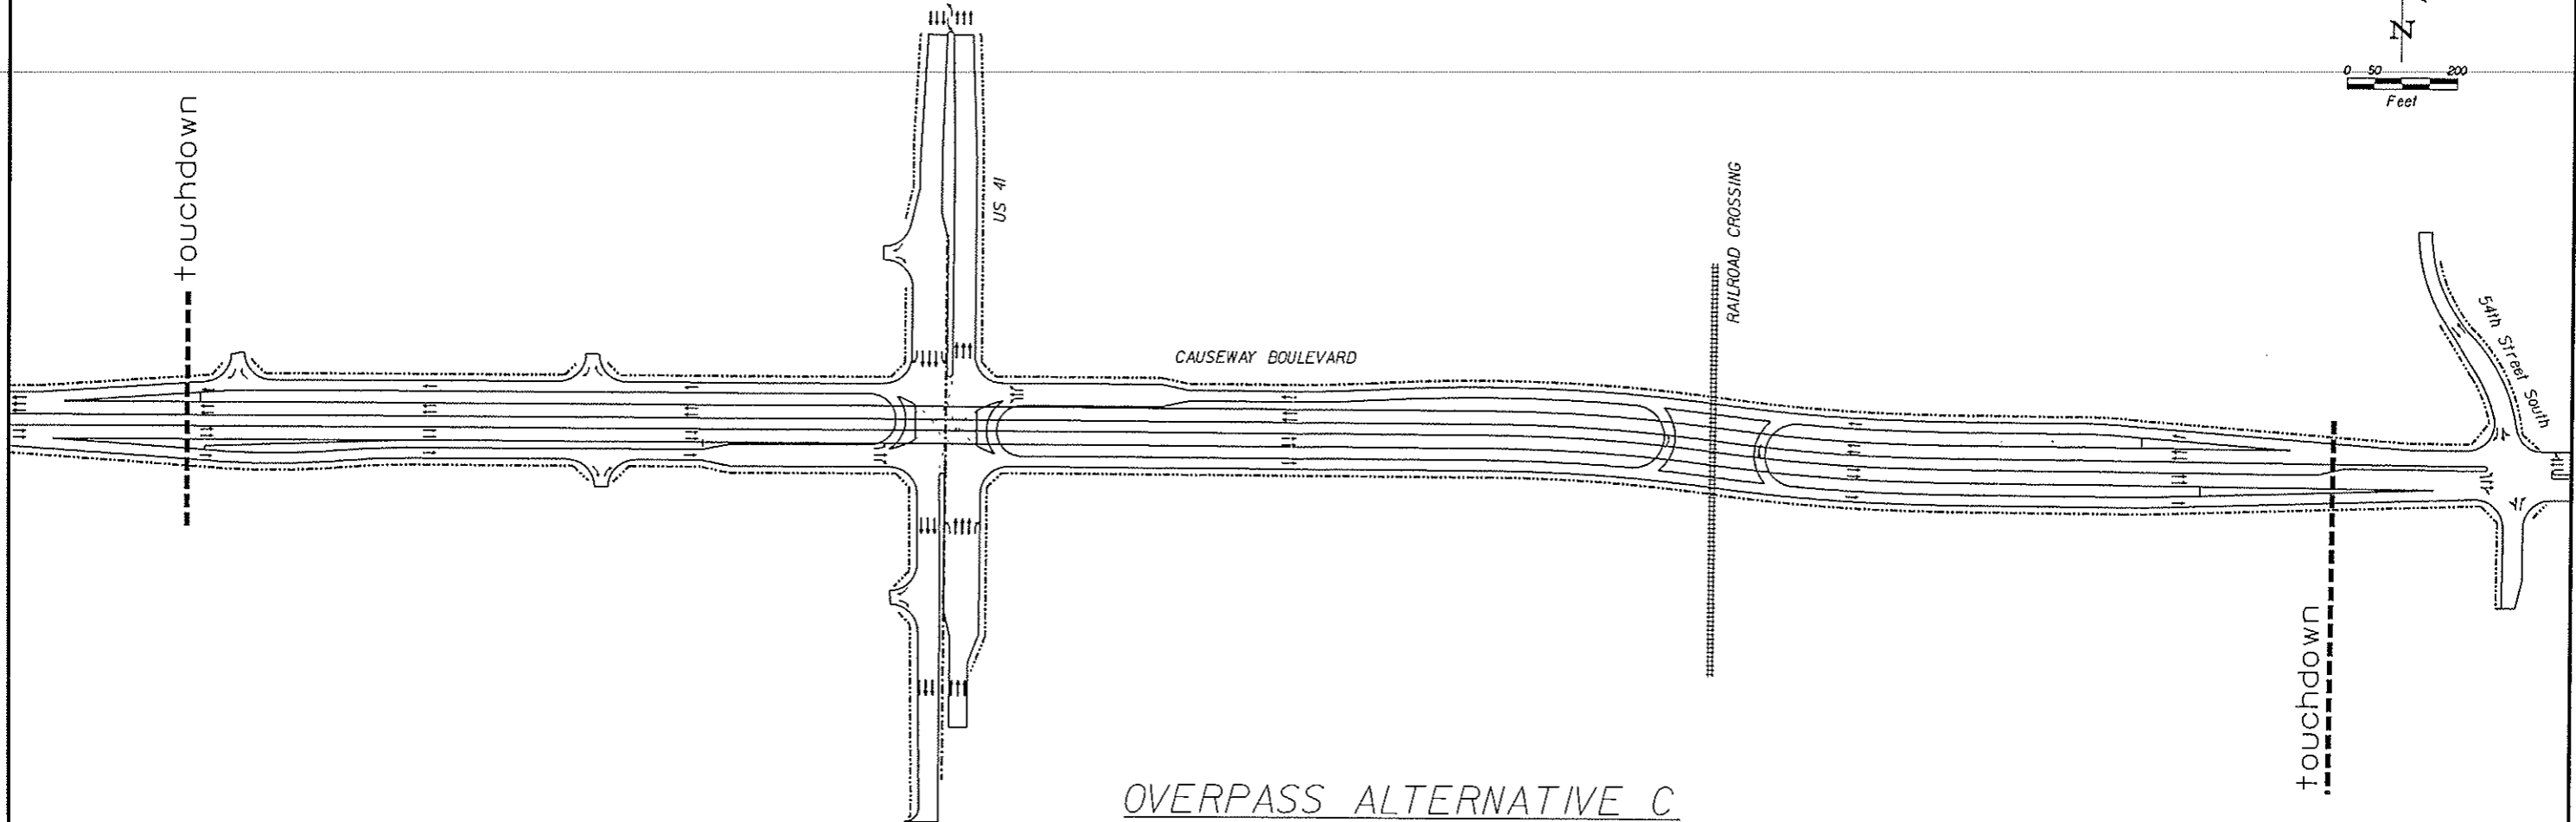 N
0 50 200
Feet
touchdown
US 41
RAILROAD CROSSING
CAUSEWAY BOULEVARD
54th Street South
touchdown
OVERPASS ALTERNATIVE C